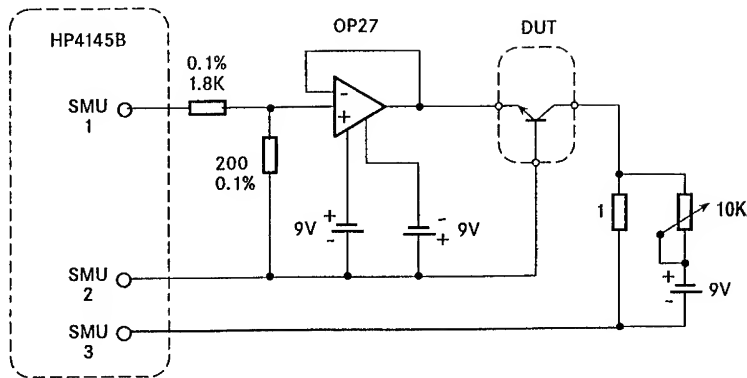 OP27
DUT
HP4145B
0.1%
1.8K
SMU
1
-
+
200
0.1%
9V
+
-
-
+
9V
1
10K
SMU
2
+
-
9V
SMU
3